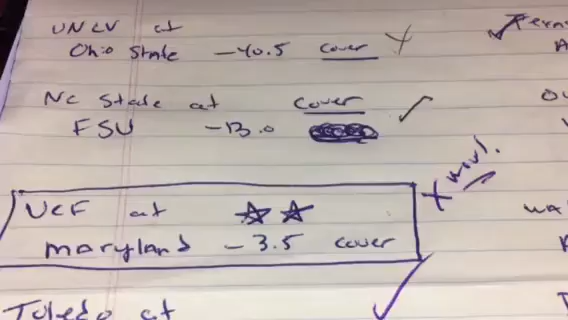 UNLV at
Ohio State -40.5 cover
NC State at cover
FSU -13.0
UCF at
Maryland -3.5 cover
Toledo at